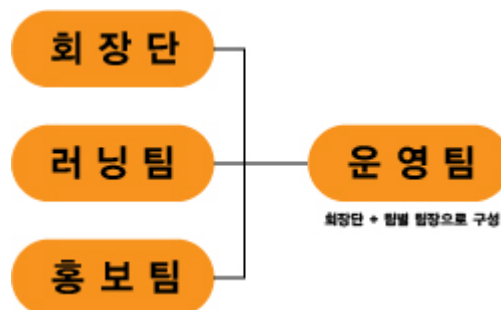 회장단
러닝팀
운영팀
회장단 + 팀별 팀장으로 구성
홍보팀